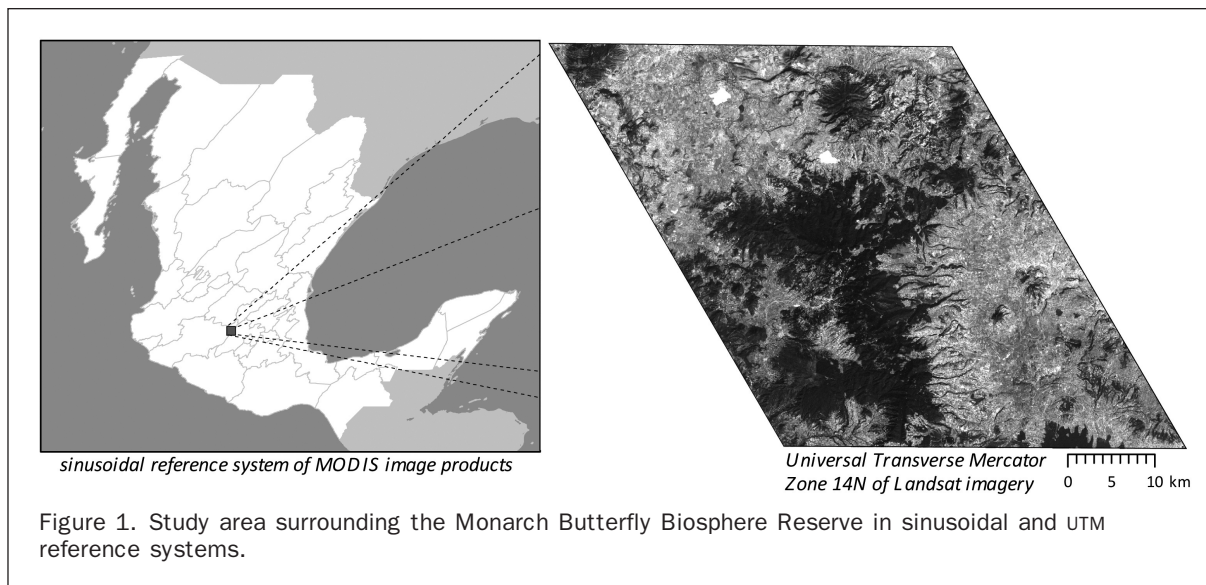 sinusoidal reference system of MODIS image products
Universal Transverse Mercator
Zone 14N of Landsat imagery
0 5 10 km
Figure 1. Study area surrounding the Monarch Butterfly Biosphere Reserve in sinusoidal and UTM
reference systems.